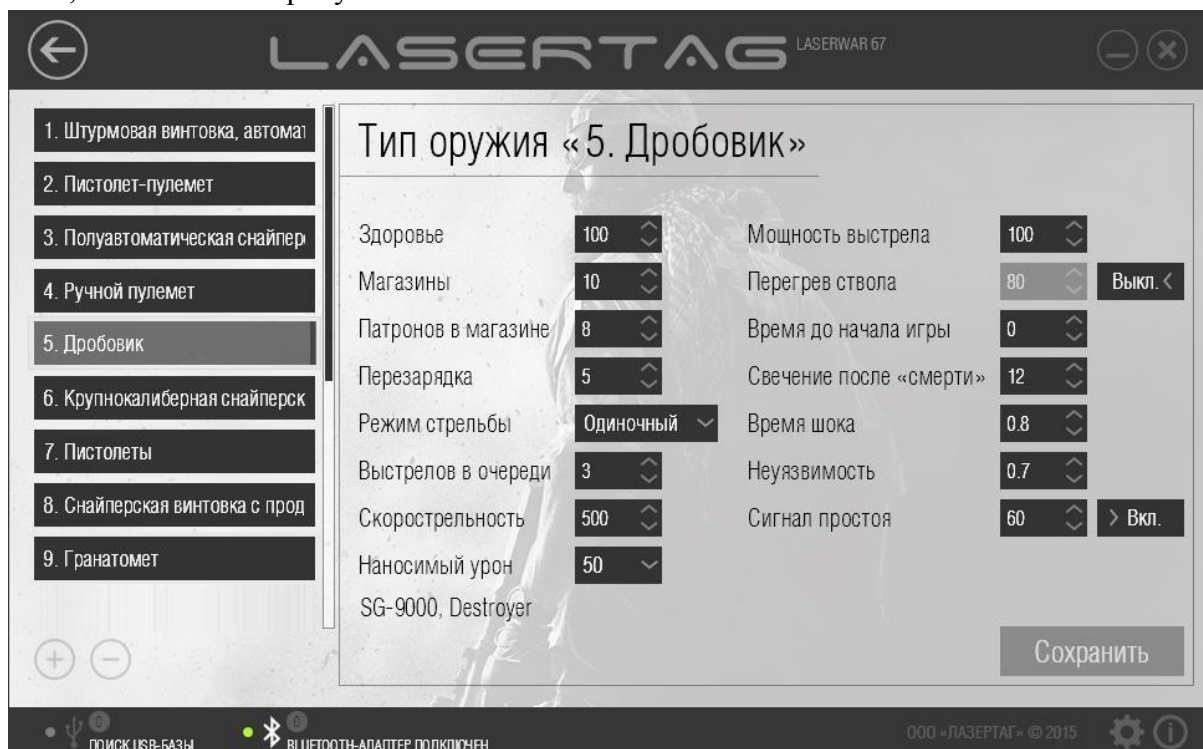 LASERTAG LASERWAR 67
1. Штурмовая винтовка, автомат
2. Пистолет-пулемет
3. Полуавтоматическая снайпер
4. Ручной пулемет
5. Дробовик
6. Крупнокалиберная снайперск
7. Пистолеты
8. Снайперская винтовка с прод
9. Гранатомет
Тип оружия «5. Дробовик»
Здоровье 100
Магазины 10
Патронов в магазине 8
Перезарядка 5
Режим стрельбы Одиночный
Выстрелов в очереди 3
Скорострельность 500
Наносимый урон 50
SG-9000, Destroyer
Мощность выстрела 100
Перегрев ствола 80 Выкл.
Время до начала игры 0
Свечение после «смерти» 12
Время шока 0.8
Неуязвимость 0.7
Сигнал простоя 60 Вкл.
Сохранить
0 ПОИСК USB-БАЗЫ
0 BLUETOOTH-АДАПТЕР ПОДКЛЮЧЕН
ООО «ЛАЗЕРТАГ» © 2015